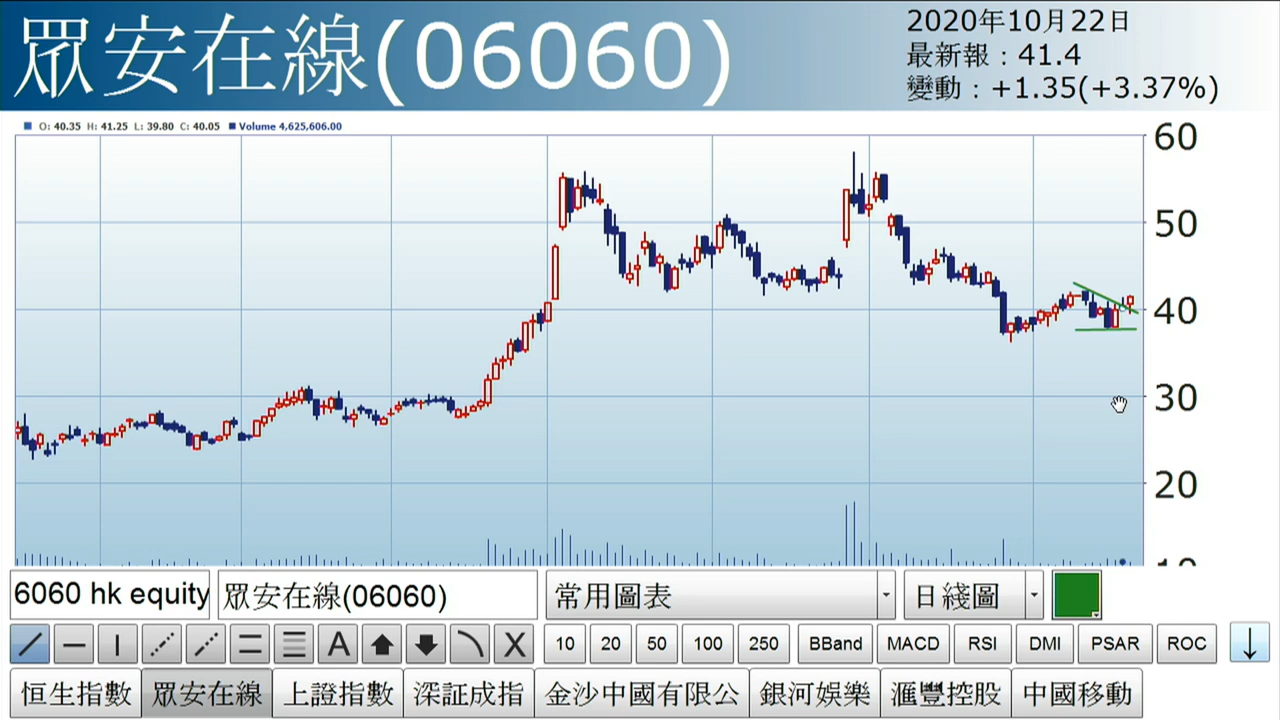 眾安在線(06060)
2020年10月22日
最新報：41.4
變動：+1.35(+3.37%)
O: 40.35 H: 41.25 L: 39.80 C: 40.05 Volume 4,625,606.00
60
50
40
30
20
10
6060 hk equity 眾安在線(06060) 常用圖表 日綫圖
A X 10 20 50 100 250 BBand MACD RSI DMI PSAR ROC
恒生指數 眾安在線 上證指數 深証成指 金沙中國有限公 銀河娛樂 滙豐控股 中國移動